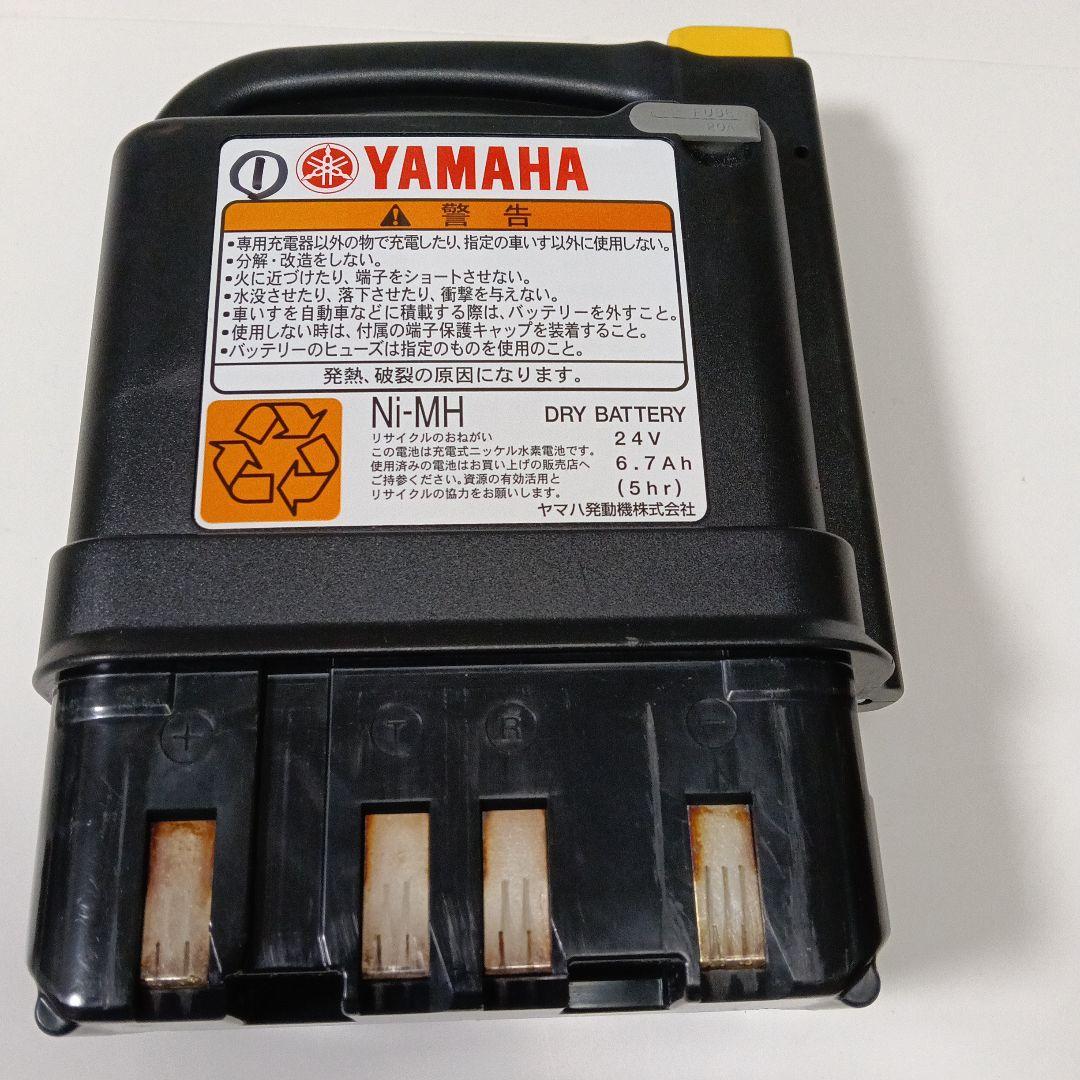 FUSE
20A
① YAMAHA
⚠ 警告
・専用充電器以外の物で充電したり、指定の車いす以外に使用しない。
・分解・改造をしない。
・火に近づけたり、端子をショートさせない。
・水没させたり、落下させたり、衝撃を与えない。
・車いすを自動車などに積載する際は、バッテリーを外すこと。
・使用しない時は、付属の端子保護キャップを装着すること。
・バッテリーのヒューズは指定のものを使用のこと。
発熱、破裂の原因になります。
Ni-MH
リサイクルのおねがい
この電池は充電式ニッケル水素電池です。
使用済みの電池はお買い上げの販売店へ
ご持参ください。資源の有効活用と
リサイクルの協力をお願いします。
DRY BATTERY
24V
6.7Ah
(5hr)
ヤマハ発動機株式会社
+ T R −